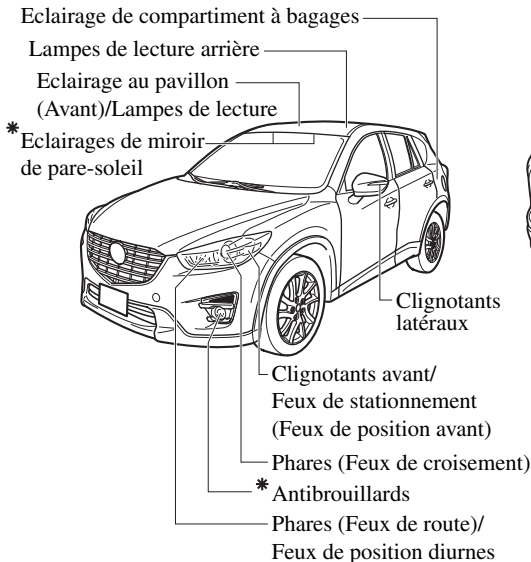 Eclairage de compartiment à bagages
Lampes de lecture arrière
Eclairage au pavillon
(Avant)/Lampes de lecture
*Eclairages de miroir
de pare-soleil
Clignotants
latéraux
Clignotants avant/
Feux de stationnement
(Feux de position avant)
Phares (Feux de croisement)
*Antibrouillards
Phares (Feux de route)/
Feux de position diurnes